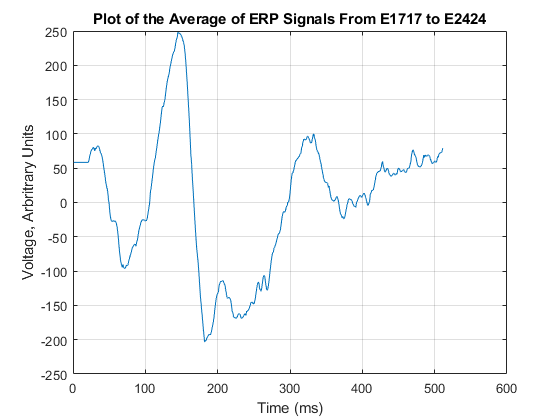 Plot of the Average of ERP Signals From E1717 to E2424
250
200
150
100
50
0
-50
-100
-150
-200
-250
Voltage, Arbritrary Units
0 100 200 300 400 500 600
Time (ms)